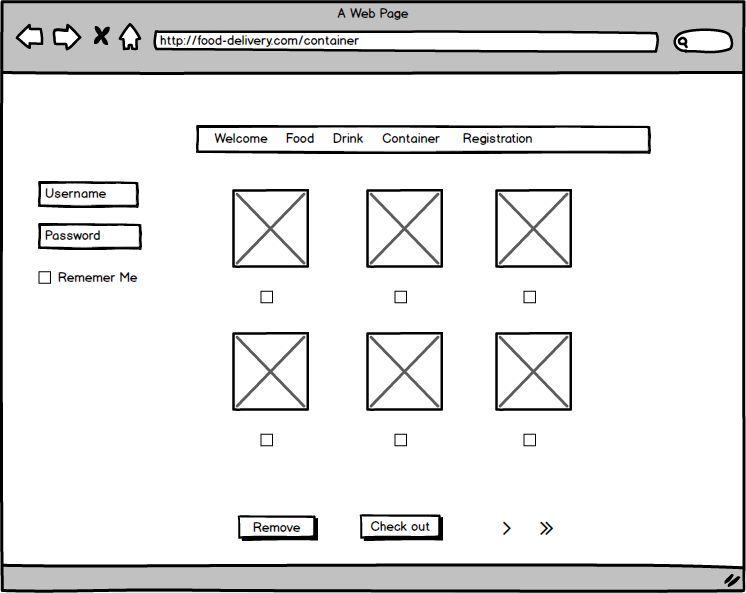 A Web Page
http://food-delivery.com/container
Welcome Food Drink Container Registration
Username
Password
Rememer Me
Remove Check out